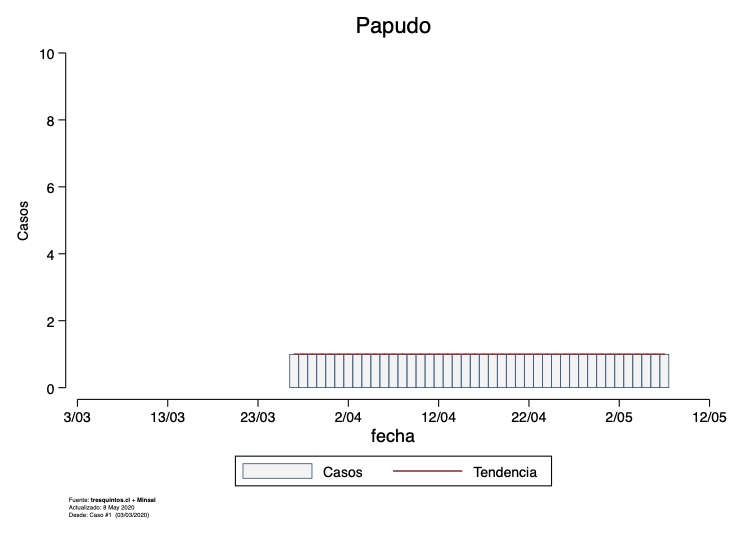 Papudo
Casos
10
8
6
4
2
0
3/03 13/03 23/03 2/04 12/04 22/04 2/05 12/05
fecha
Casos Tendencia
Fuente: tresquintos.cl + Minsal
Actualizado: 8 May 2020
Desde: Caso #1 (03/03/2020)